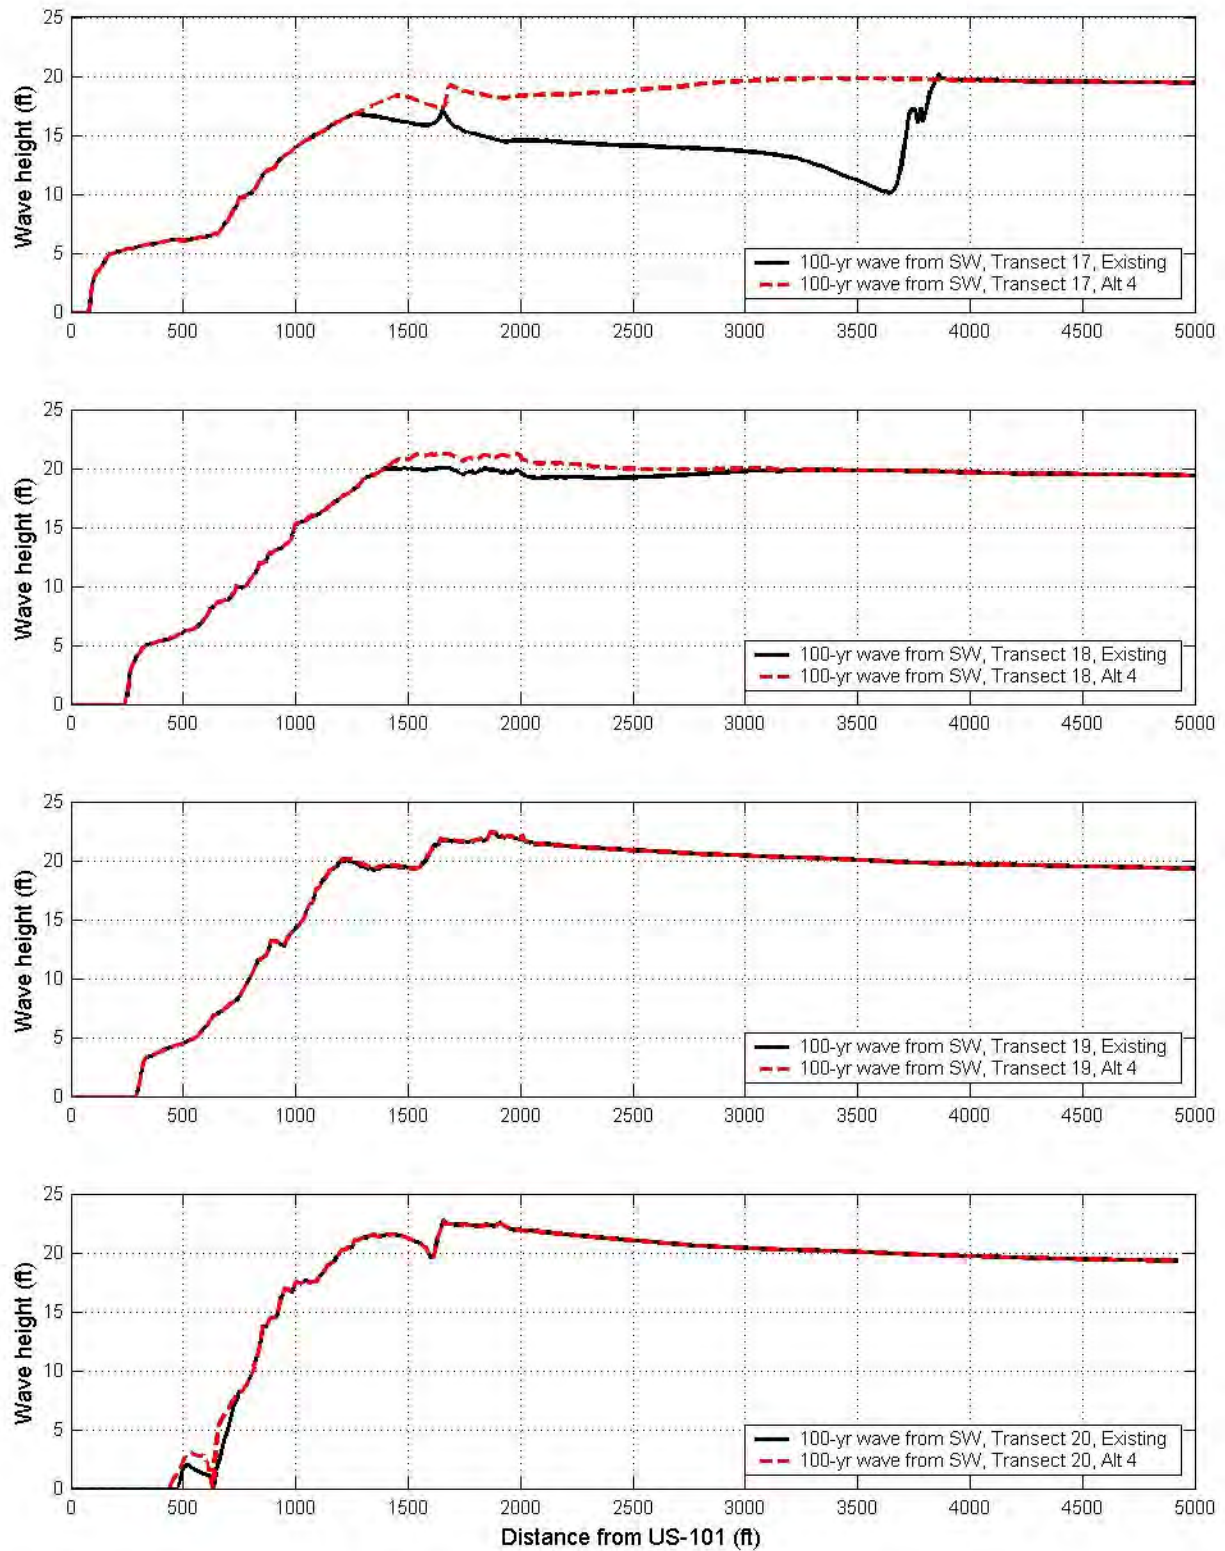 25
20
15
10
5
0
Wave height (ft)
100-yr wave from SW, Transect 17, Existing
100-yr wave from SW, Transect 17, Alt 4
0 500 1000 1500 2000 2500 3000 3500 4000 4500 5000
25
20
15
10
5
0
Wave height (ft)
100-yr wave from SW, Transect 18, Existing
100-yr wave from SW, Transect 18, Alt 4
0 500 1000 1500 2000 2500 3000 3500 4000 4500 5000
25
20
15
10
5
0
Wave height (ft)
100-yr wave from SW, Transect 19, Existing
100-yr wave from SW, Transect 19, Alt 4
0 500 1000 1500 2000 2500 3000 3500 4000 4500 5000
25
20
15
10
5
0
Wave height (ft)
100-yr wave from SW, Transect 20, Existing
100-yr wave from SW, Transect 20, Alt 4
0 500 1000 1500 2000 2500 3000 3500 4000 4500 5000
Distance from US-101 (ft)